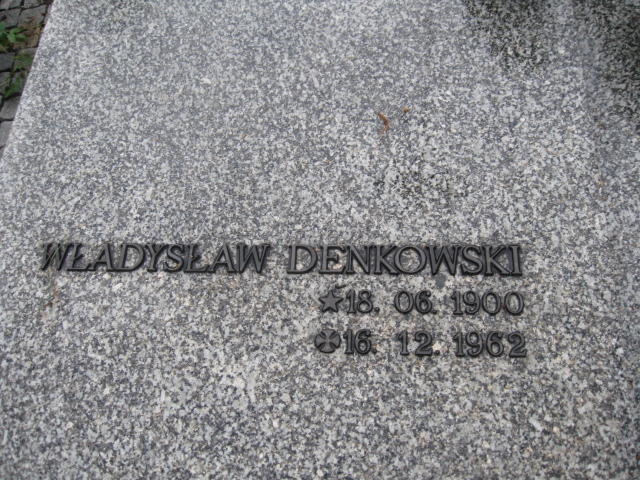 WŁADYSŁAW DENKOWSKI
★18. 06. 1900
✠16. 12. 1962